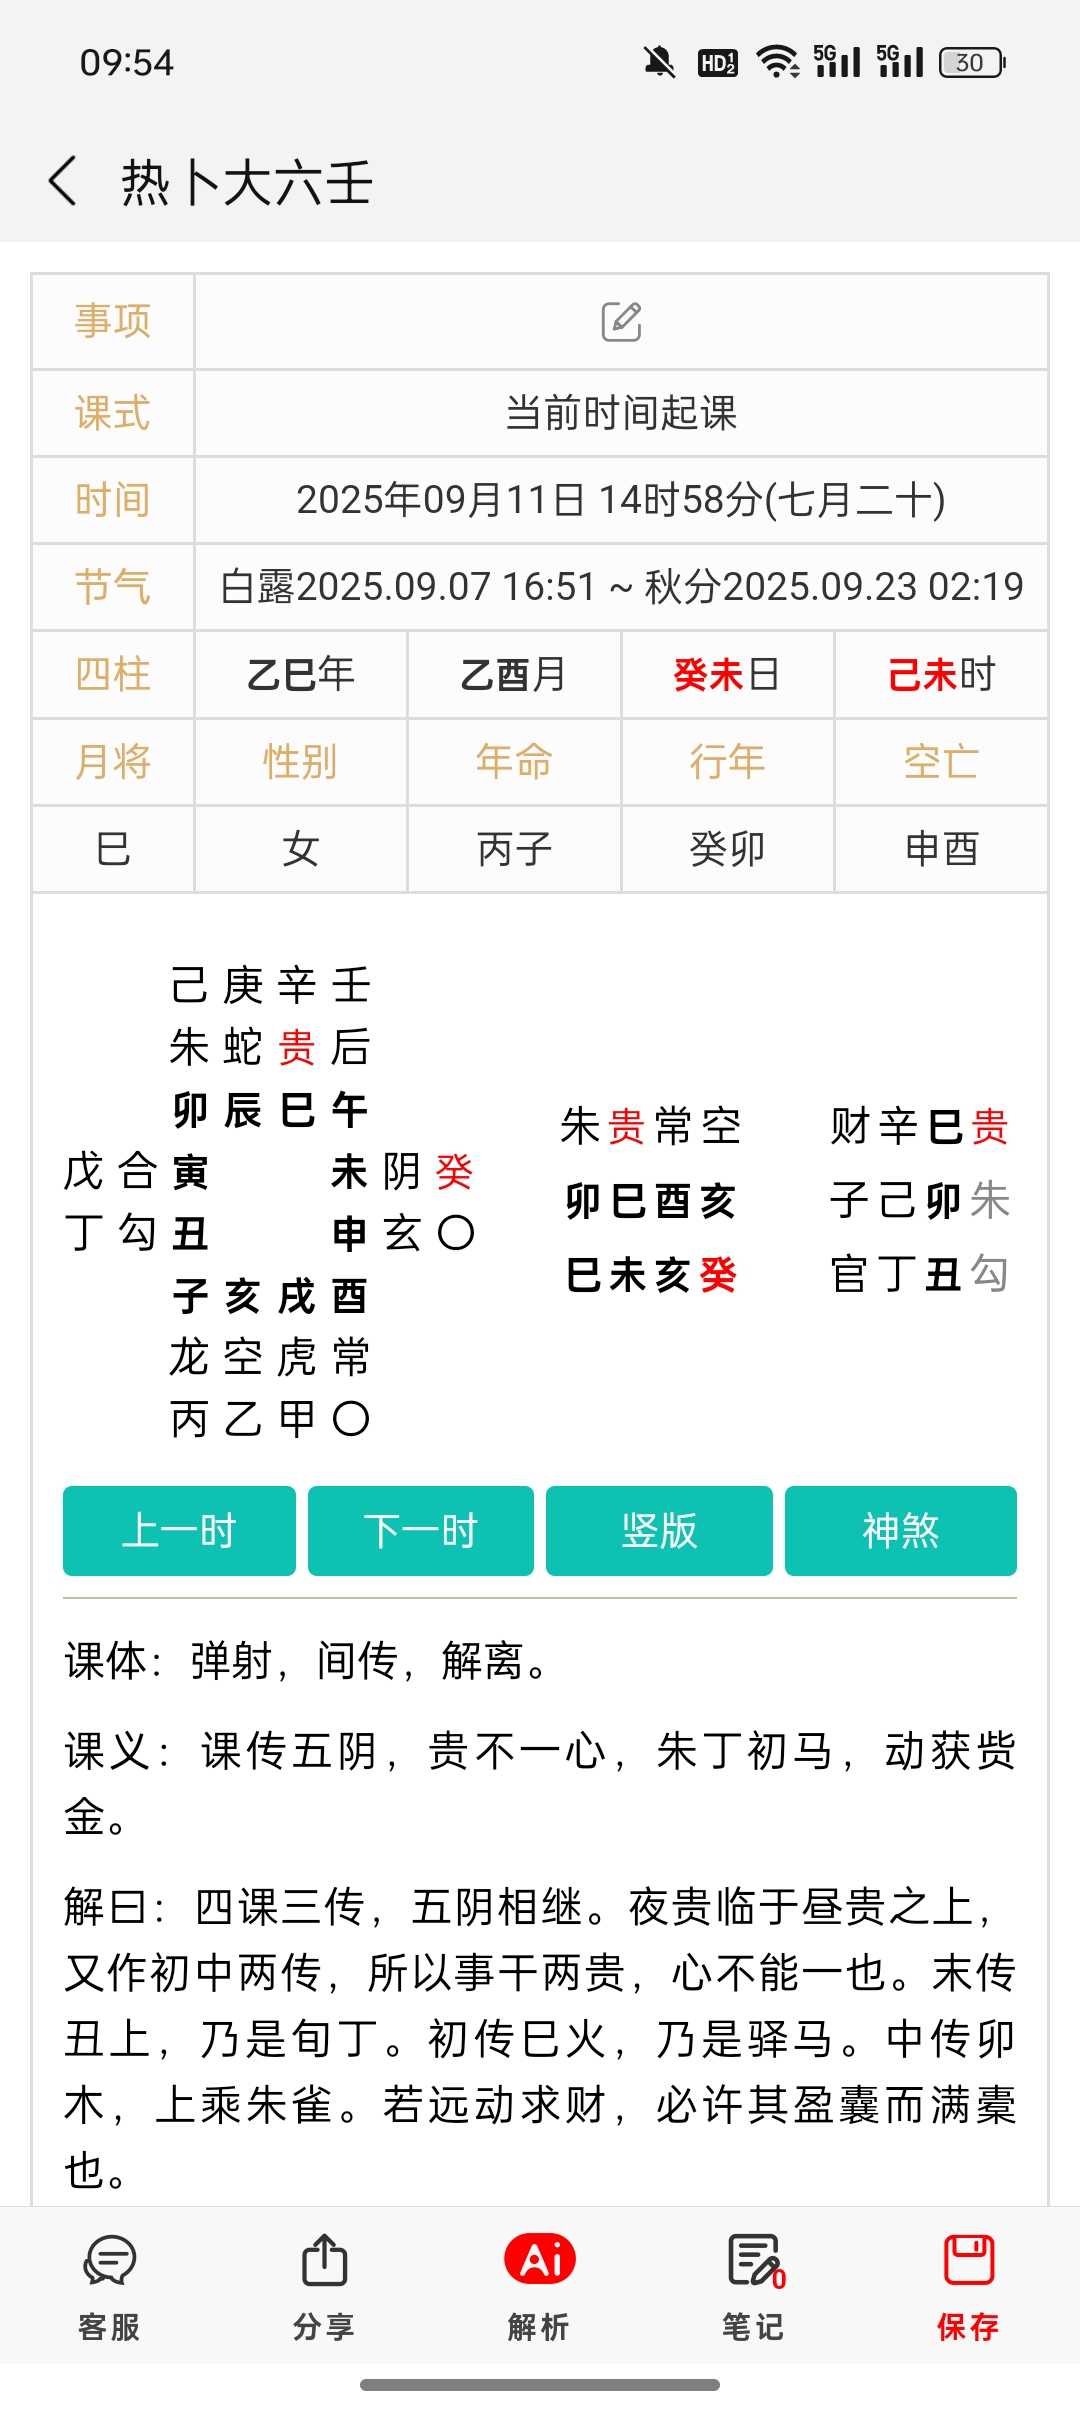 09:54
HD 1 2 5G 5G 30
热卜大六壬
事项
课式 当前时间起课
时间 2025年09月11日 14时58分(七月二十)
节气 白露2025.09.07 16:51 ~ 秋分2025.09.23 02:19
四柱 乙巳年 乙酉月 癸未日 己未时
月将 性别 年命 行年 空亡
巳 女 丙子 癸卯 申酉
己 庚 辛 壬
朱 蛇 贵 后
卯 辰 巳 午
戊 合 寅 未 阴 癸
丁 勾 丑 申 玄 〇
子 亥 戌 酉
龙 空 虎 常
丙 乙 甲 〇
朱 贵 常 空 财 辛 巳 贵
卯 巳 酉 亥 子 己 卯 朱
巳 未 亥 癸 官 丁 丑 勾
上一时 下一时 竖版 神煞
课体：弹射，间传，解离。
课义：课传五阴，贵不一心，朱丁初马，动获赀
金。
解曰：四课三传，五阴相继。夜贵临于昼贵之上，
又作初中两传，所以事干两贵，心不能一也。末传
丑上，乃是旬丁。初传巳火，乃是驿马。中传卯
木，上乘朱雀。若远动求财，必许其盈囊而满橐
也。
客服 分享 Ai 解析 笔记 0 保存